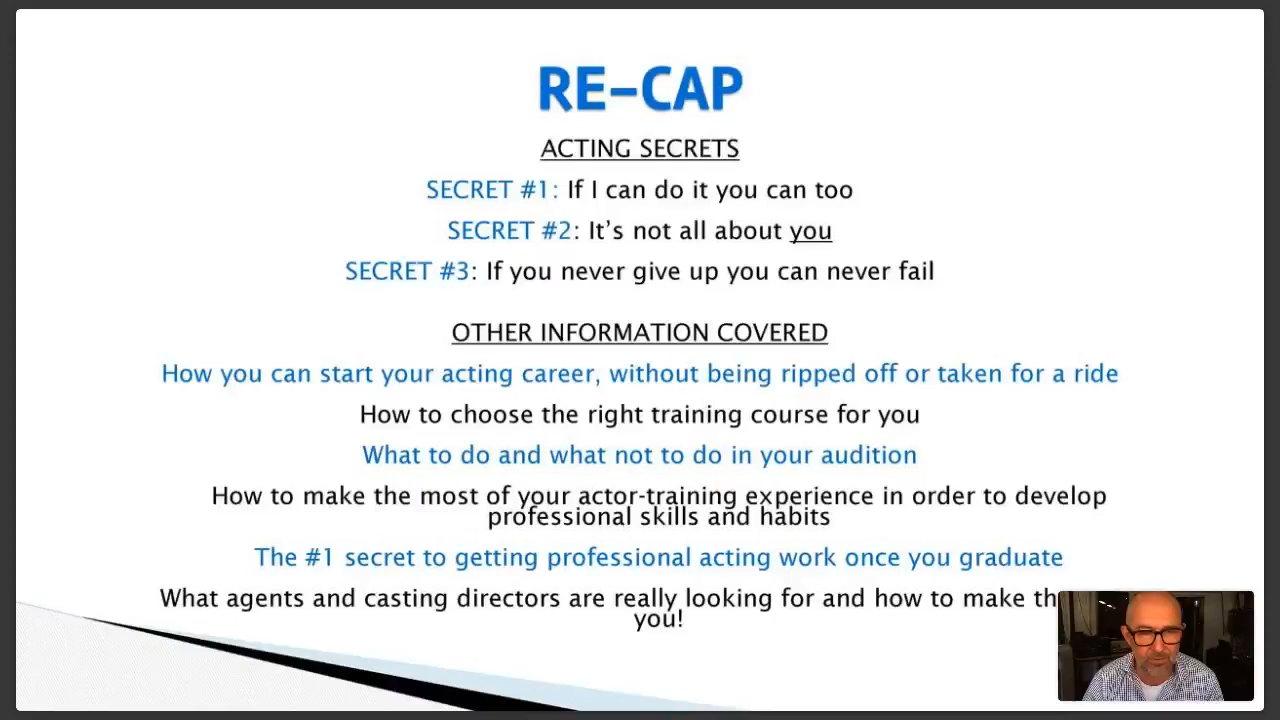 RE-CAP
ACTING SECRETS
SECRET #1: If I can do it you can too
SECRET #2: It's not all about you
SECRET #3: If you never give up you can never fail
OTHER INFORMATION COVERED
How you can start your acting career, without being ripped off or taken for a ride
How to choose the right training course for you
What to do and what not to do in your audition
How to make the most of your actor-training experience in order to develop
professional skills and habits
The #1 secret to getting professional acting work once you graduate
What agents and casting directors are really looking for and how to make
you!